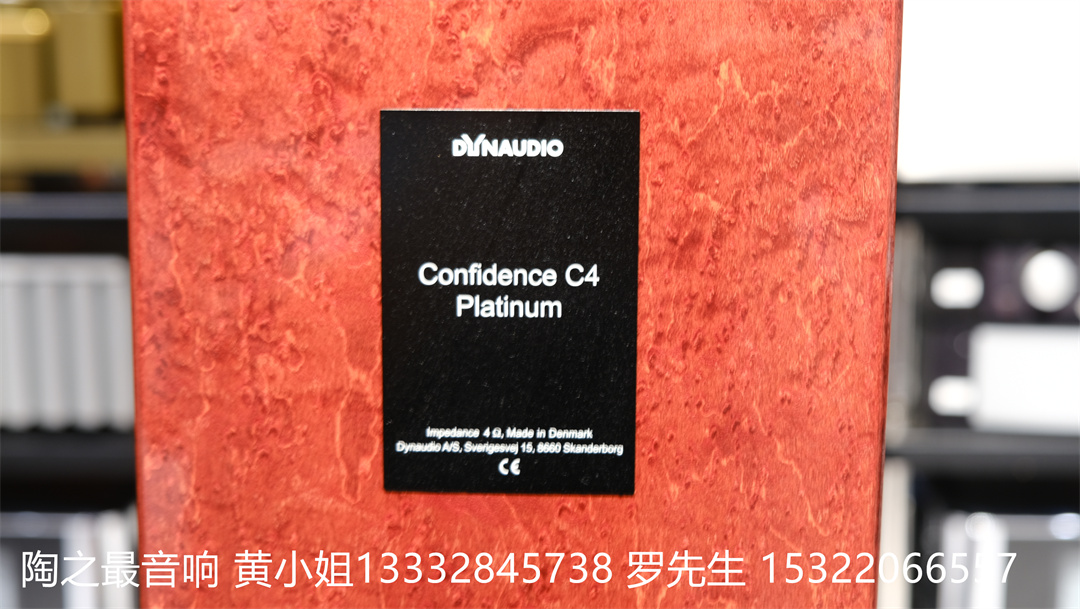 DYNAUDIO
Confidence C4
Platinum
Impedance 4 Ω, Made in Denmark
Dynaudio A/S, Sverigesvej 15, 8660 Skanderborg
CE
陶之最音响 黄小姐13332845738 罗先生 15322066557